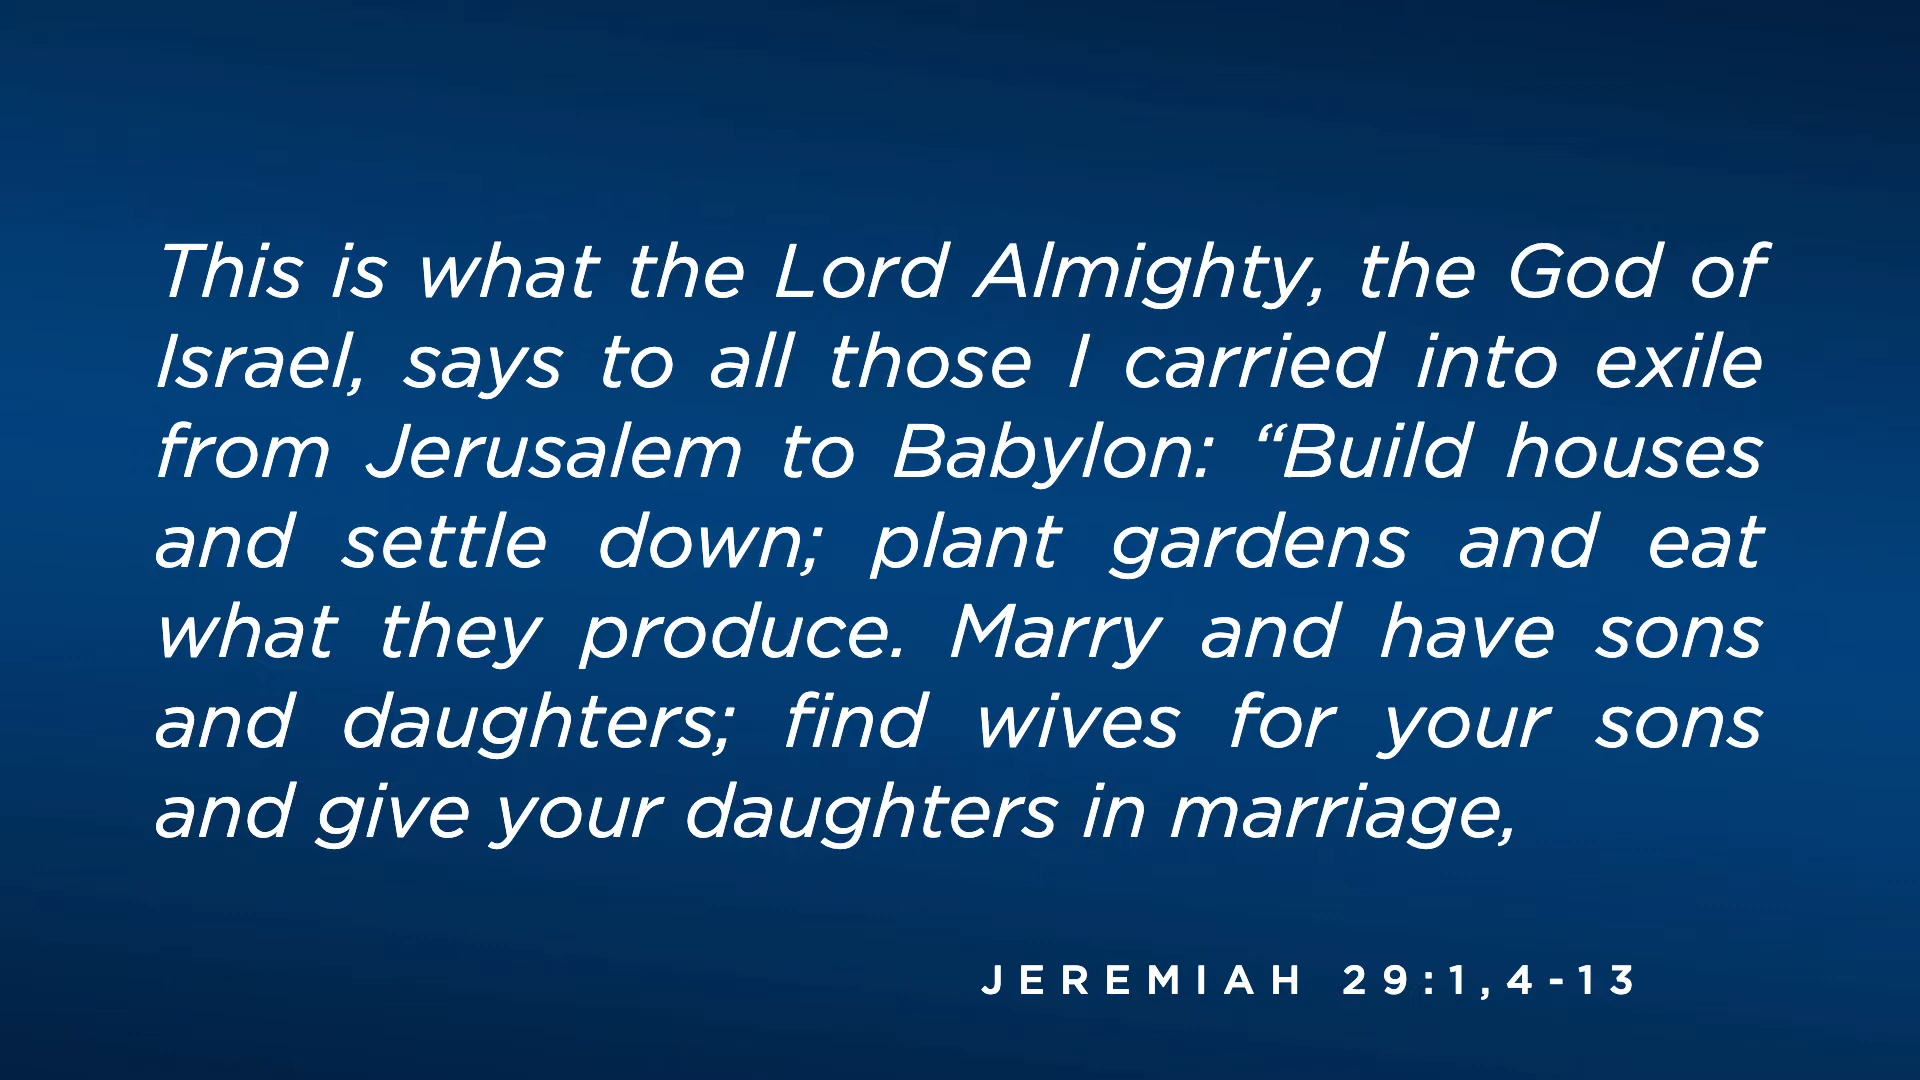 This is what the Lord Almighty, the God of
Israel, says to all those I carried into exile
from Jerusalem to Babylon: “Build houses
and settle down; plant gardens and eat
what they produce. Marry and have sons
and daughters; find wives for your sons
and give your daughters in marriage,
JEREMIAH 29:1,4-13